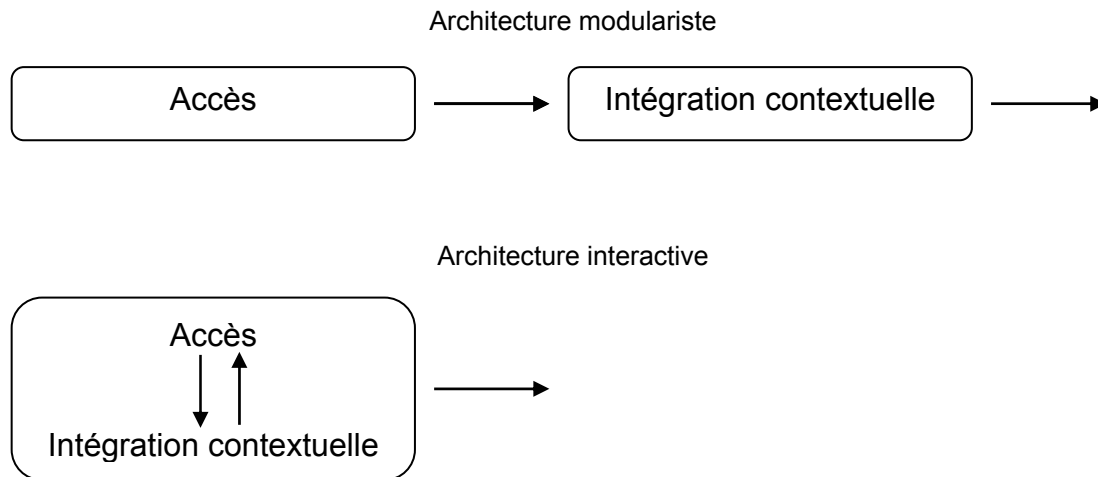 Architecture modulariste
Accès
Intégration contextuelle
Architecture interactive
Accès
Intégration contextuelle